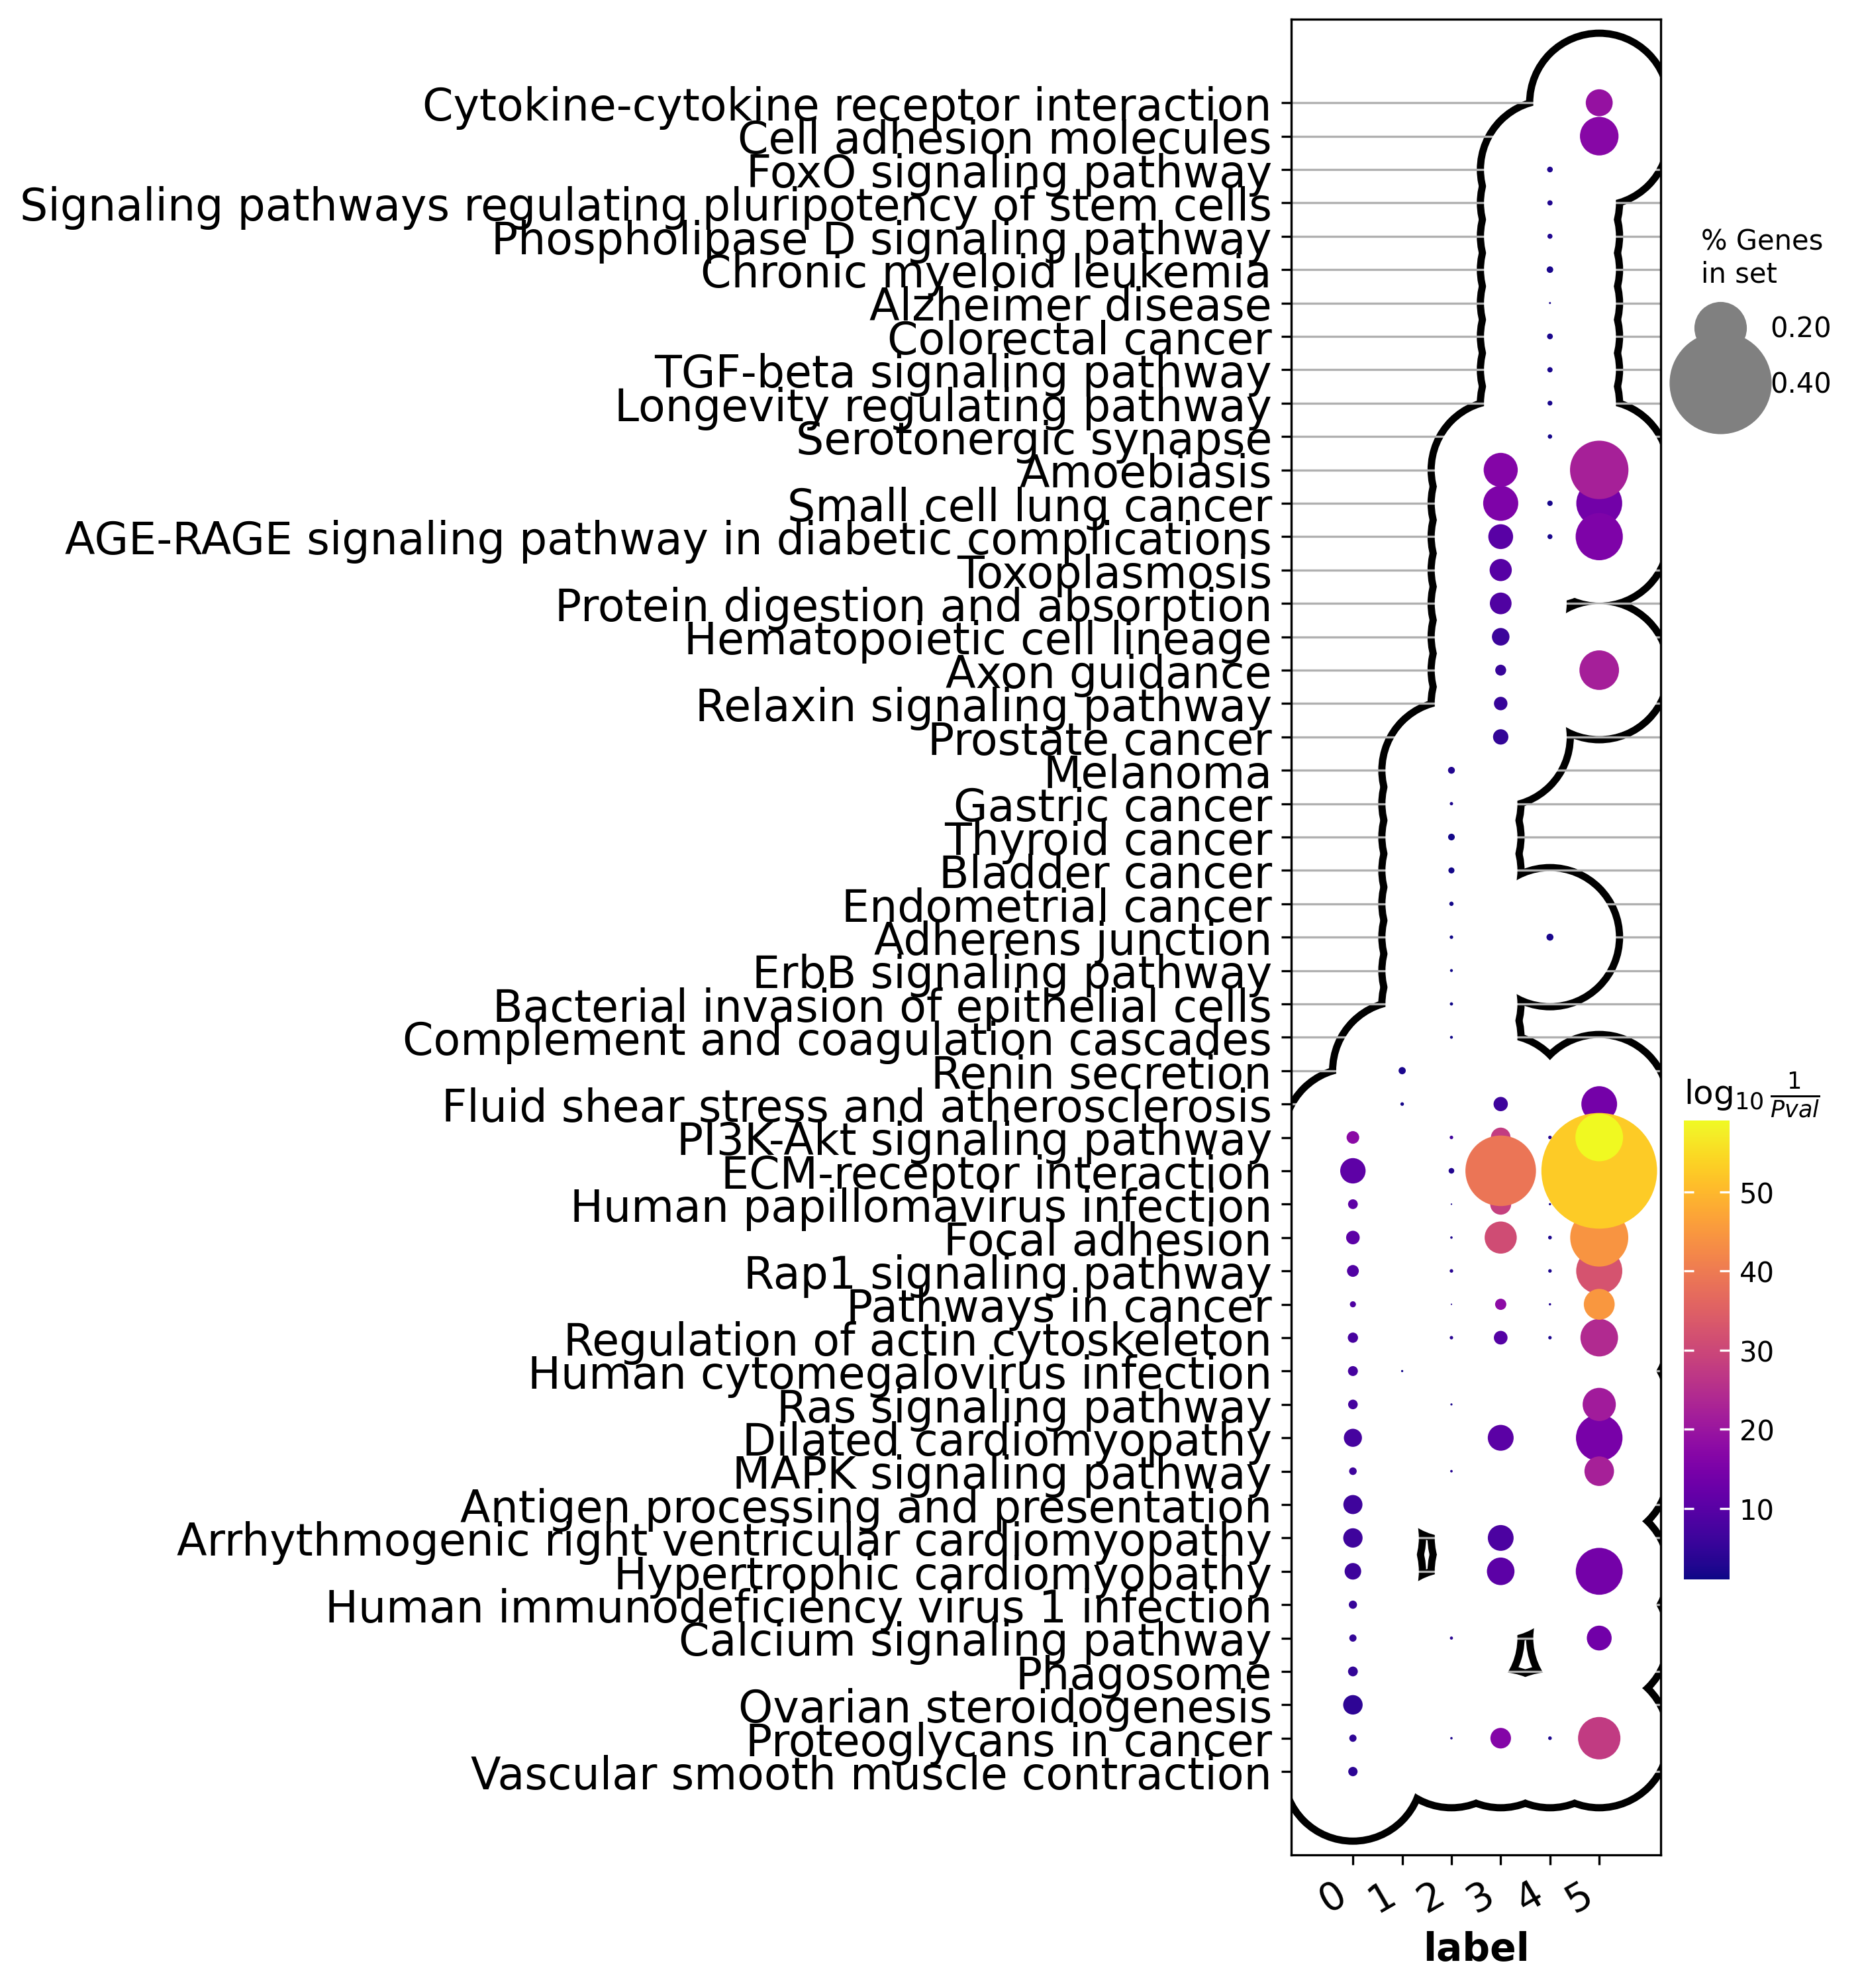 Cytokine-cytokine receptor interaction
Cell adhesion molecules
FoxO signaling pathway
Signaling pathways regulating pluripotency of stem cells
Phospholipase D signaling pathway
Chronic myeloid leukemia
Alzheimer disease
Colorectal cancer
TGF-beta signaling pathway
Longevity regulating pathway
Serotonergic synapse
Amoebiasis
Small cell lung cancer
AGE-RAGE signaling pathway in diabetic complications
Toxoplasmosis
Protein digestion and absorption
Hematopoietic cell lineage
Axon guidance
Relaxin signaling pathway
Prostate cancer
Melanoma
Gastric cancer
Thyroid cancer
Bladder cancer
Endometrial cancer
Adherens junction
ErbB signaling pathway
Bacterial invasion of epithelial cells
Complement and coagulation cascades
Renin secretion
Fluid shear stress and atherosclerosis
PI3K-Akt signaling pathway
ECM-receptor interaction
Human papillomavirus infection
Focal adhesion
Rap1 signaling pathway
Pathways in cancer
Regulation of actin cytoskeleton
Human cytomegalovirus infection
Ras signaling pathway
Dilated cardiomyopathy
MAPK signaling pathway
Antigen processing and presentation
Arrhythmogenic right ventricular cardiomyopathy
Hypertrophic cardiomyopathy
Human immunodeficiency virus 1 infection
Calcium signaling pathway
Phagosome
Ovarian steroidogenesis
Proteoglycans in cancer
Vascular smooth muscle contraction
0 1 2 3 4 5
label
% Genes
in set
0.20
0.40
log₁₀ 1/Pval
50
40
30
20
10